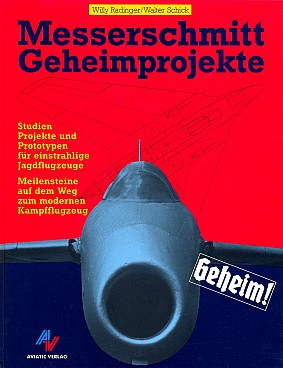 Willy Radinger/Walter Schick
Messerschmitt
Geheimprojekte
Studien
Projekte und
Prototypen
für einstrahlige
Jagdflugzeuge
Meilensteine
auf dem Weg
zum modernen
Kampfflugzeug
Geheim!
AV
AVIATIC VERLAG